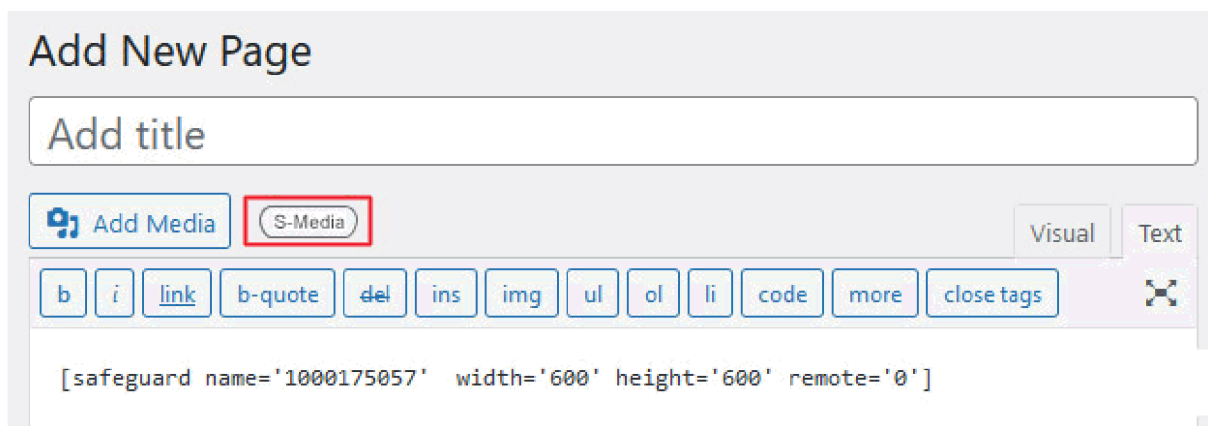 Add New Page
Add title
Add Media S-Media Visual Text
b i link b-quote del ins img ul ol li code more close tags
[safeguard name='1000175057'  width='600' height='600' remote='0']